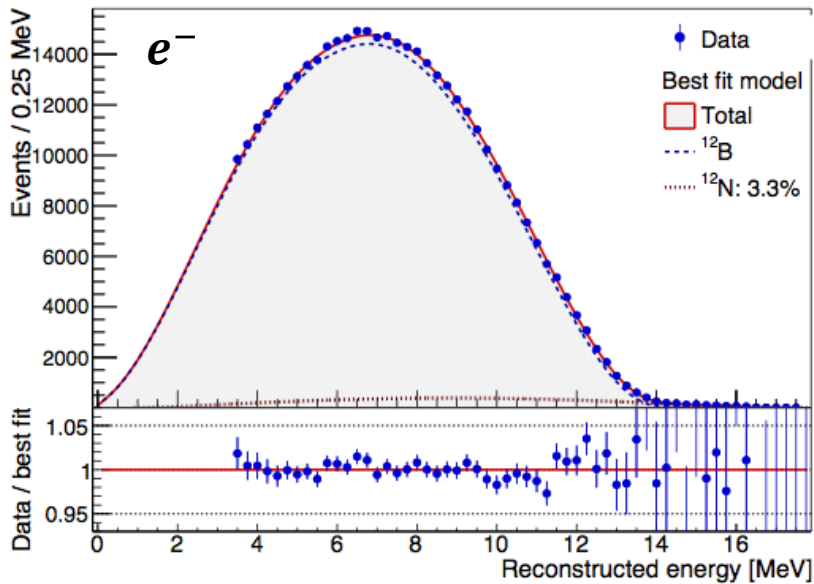 e⁻
Data
Best fit model
Total
¹²B
¹²N: 3.3%
Events / 0.25 MeV
14000
12000
10000
8000
6000
4000
2000
Data / best fit
1.05
1
0.95
0 2 4 6 8 10 12 14 16
Reconstructed energy [MeV]